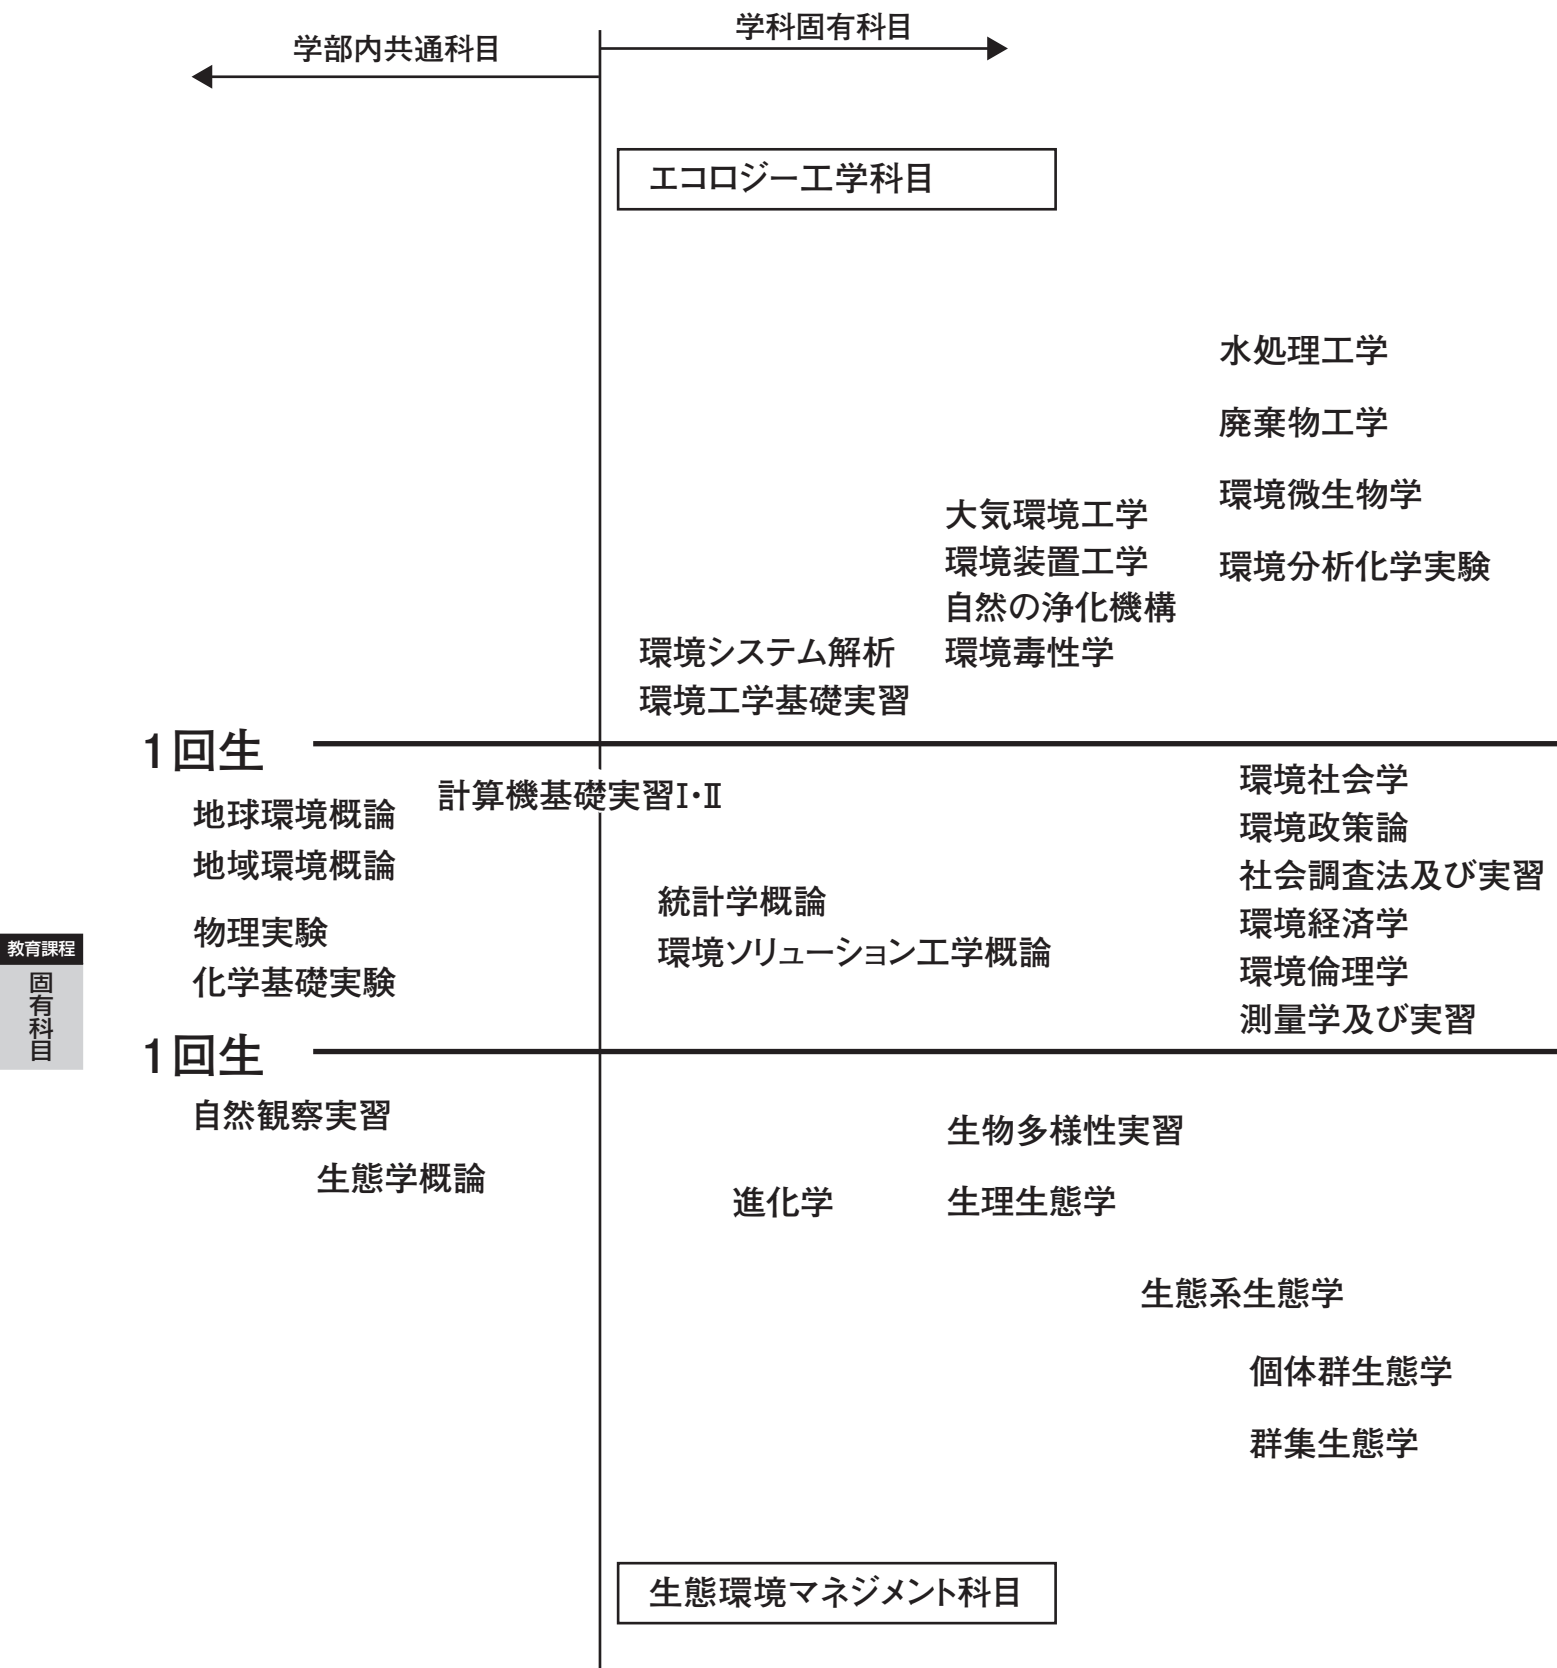 学部内共通科目
学科固有科目
エコロジー工学科目
水処理工学
廃棄物工学
環境微生物学
環境分析化学実験
大気環境工学
環境装置工学
自然の浄化機構
環境毒性学
環境システム解析
環境工学基礎実習
1回生
計算機基礎実習I・II
地球環境概論
地域環境概論
物理実験
化学基礎実験
統計学概論
環境ソリューション工学概論
環境社会学
環境政策論
社会調査法及び実習
環境経済学
環境倫理学
測量学及び実習
教育課程
固有科目
1回生
自然観察実習
生態学概論
進化学
生物多様性実習
生理生態学
生態系生態学
個体群生態学
群集生態学
生態環境マネジメント科目